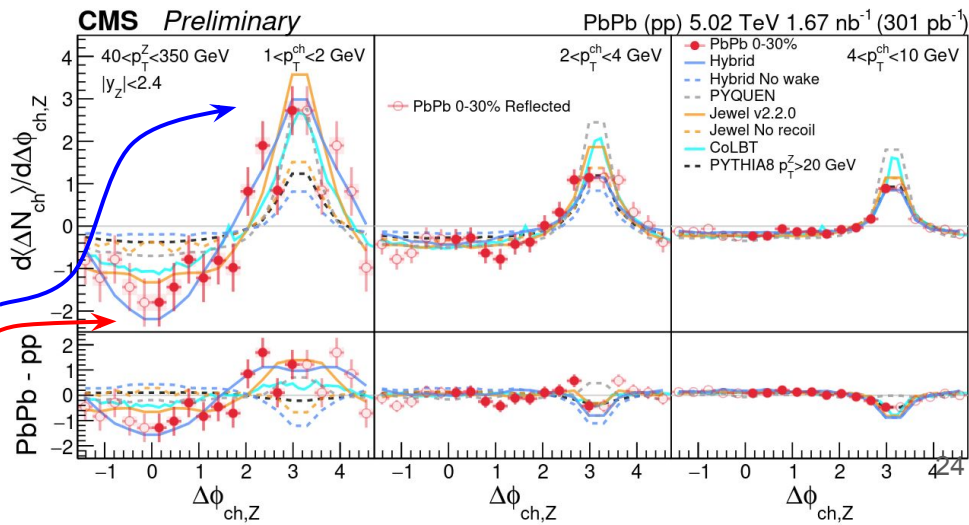 CMS Preliminary PbPb (pp) 5.02 TeV 1.67 nb⁻¹ (301 pb⁻¹)
40<p_T^Z<350 GeV 1<p_T^ch<2 GeV
|y_Z|<2.4
2<p_T^ch<4 GeV
PbPb 0-30% Reflected
4<p_T^ch<10 GeV
PbPb 0-30%
Hybrid
Hybrid No wake
PYQUEN
Jewel v2.2.0
Jewel No recoil
CoLBT
PYTHIA8 p_T^Z>20 GeV
d⟨ΔN_ch⟩/dΔϕ_ch,Z
4
3
2
1
0
−1
−2
PbPb - pp
2
1
0
−1
−2
−1 0 1 2 3 4
−1 0 1 2 3 4
−1 0 1 2 3 4
24
Δϕ_ch,Z
Δϕ_ch,Z
Δϕ_ch,Z